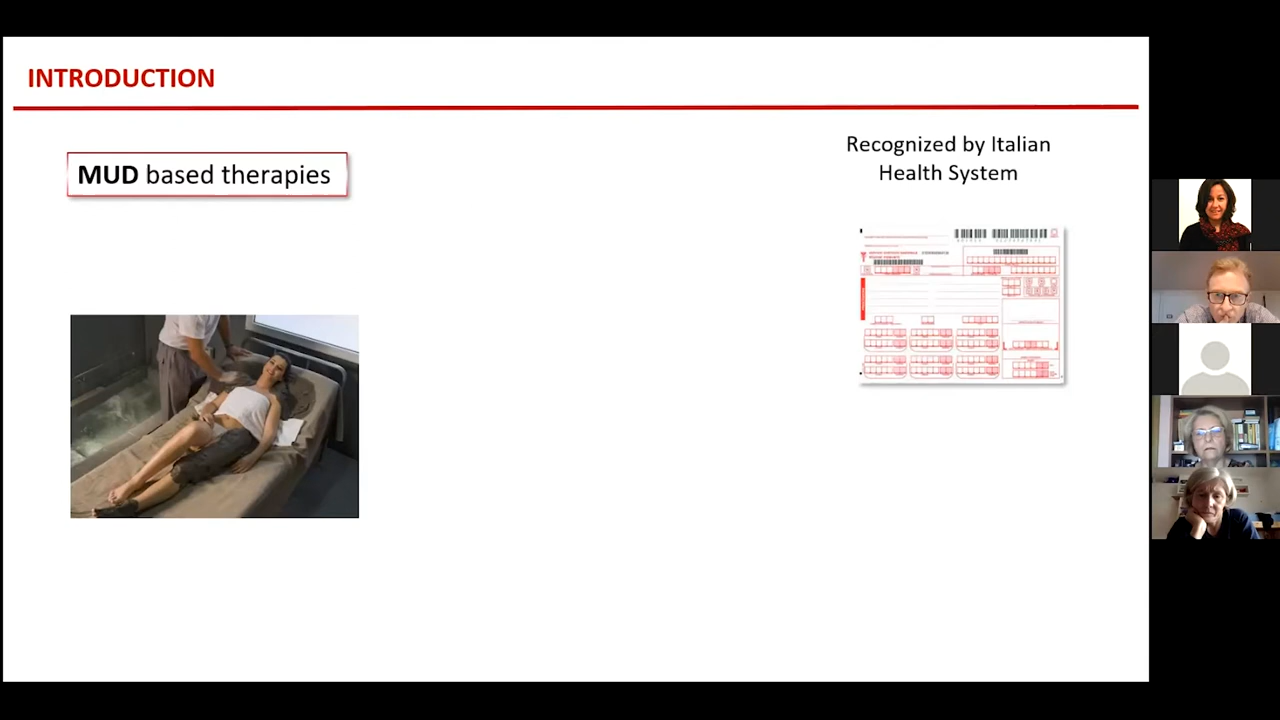 INTRODUCTION
MUD based therapies
Recognized by Italian
Health System